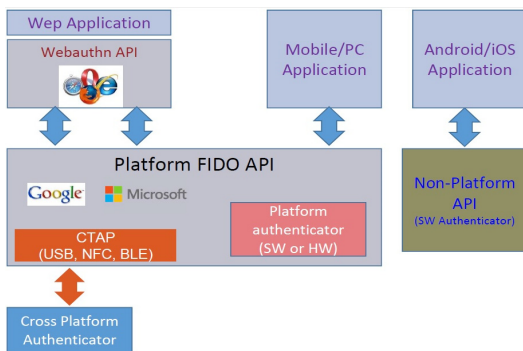 Wep Application
Webauthn API
Mobile/PC
Application
Android/iOS
Application
Platform FIDO API
Google
Microsoft
Non-Platform
API
(SW Authenticator)
Platform
authenticator
(SW or HW)
CTAP
(USB, NFC, BLE)
Cross Platform
Authenticator